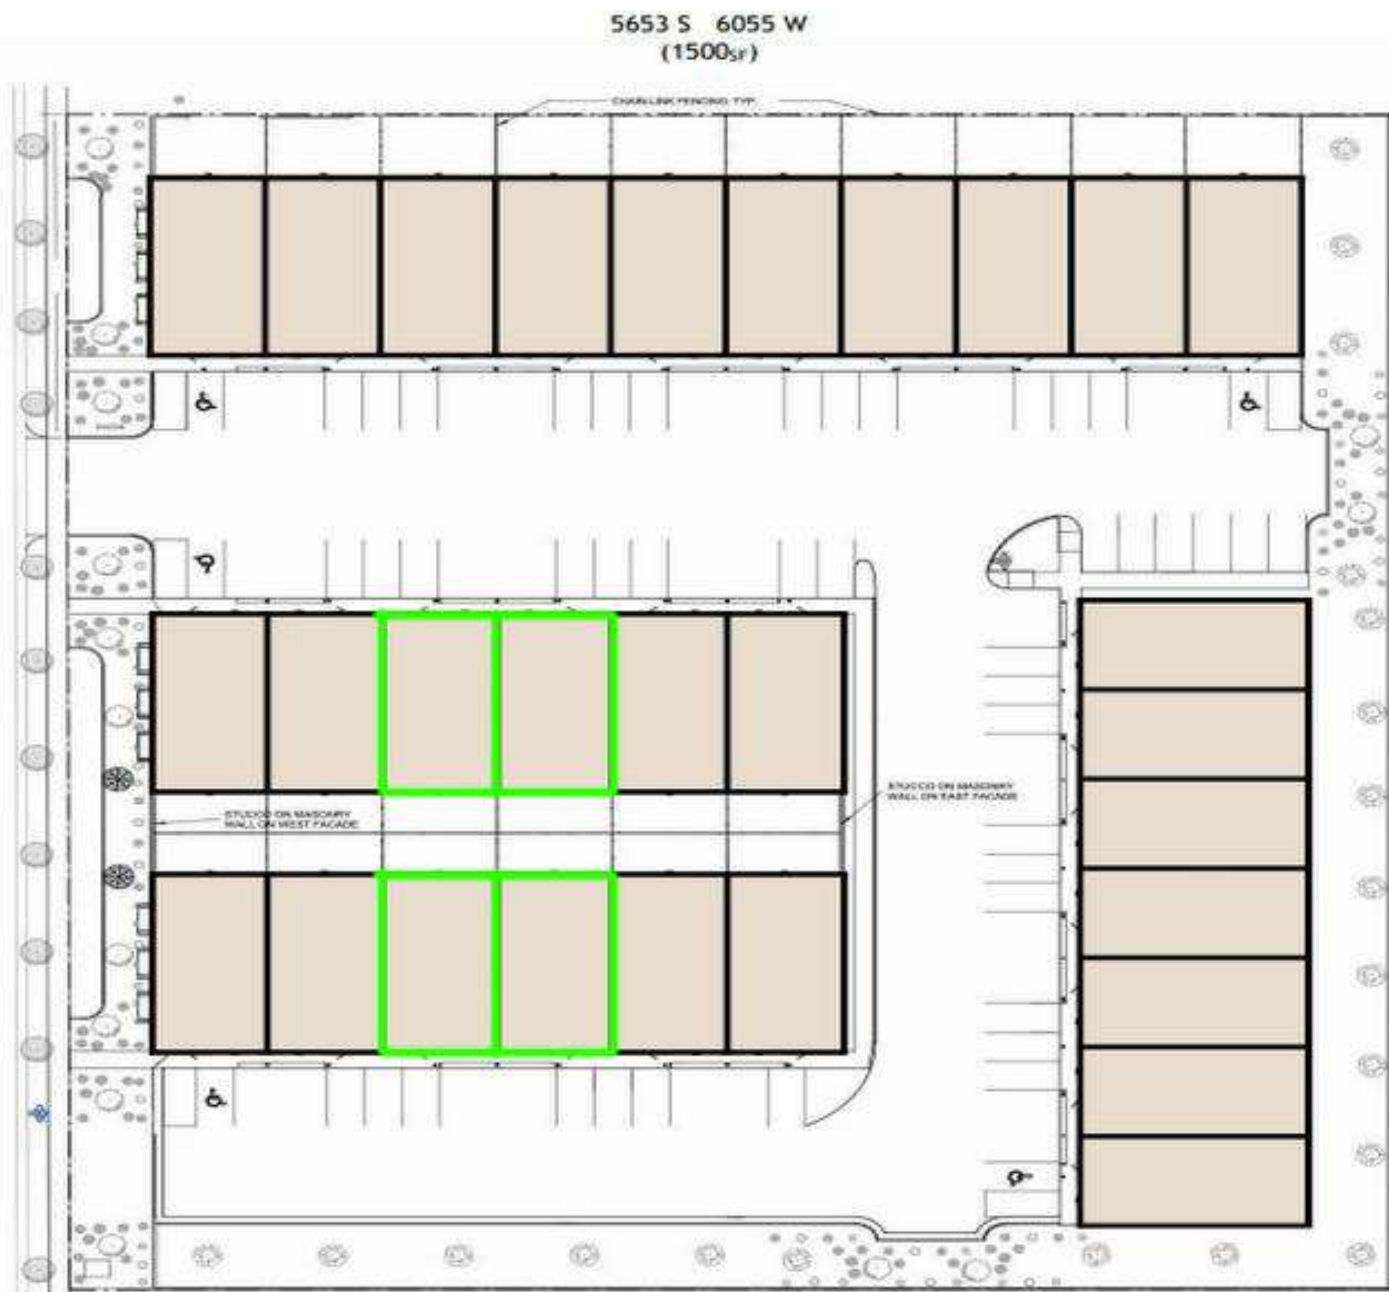 5653 S 6055 W
(1500SF)
CHAIN LINK FENCING TYP
STUCCO ON MASONRY
WALL ON EAST FACADE
STUCCO ON MASONRY
WALL ON WEST FACADE